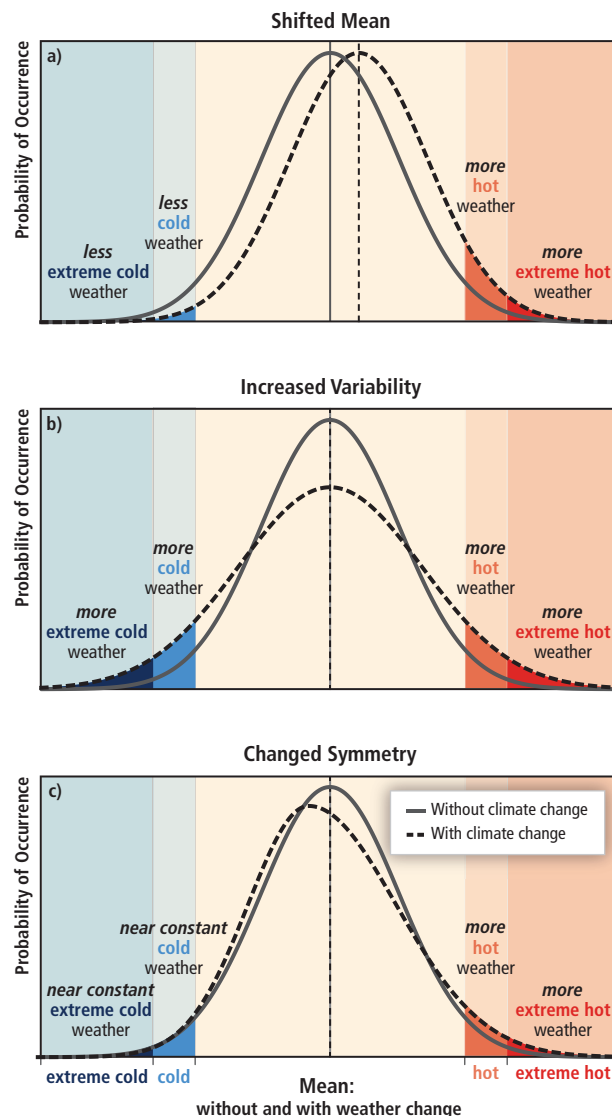 Shifted Mean
a)
Probability of Occurrence
less
cold
weather
less
extreme cold
weather
more
hot
weather
more
extreme hot
weather
Increased Variability
b)
Probability of Occurrence
more
cold
weather
more
extreme cold
weather
more
hot
weather
more
extreme hot
weather
Changed Symmetry
c)
Probability of Occurrence
Without climate change
With climate change
near constant
cold
weather
near constant
extreme cold
weather
more
hot
weather
more
extreme hot
weather
extreme cold
cold
hot
extreme hot
Mean:
without and with weather change